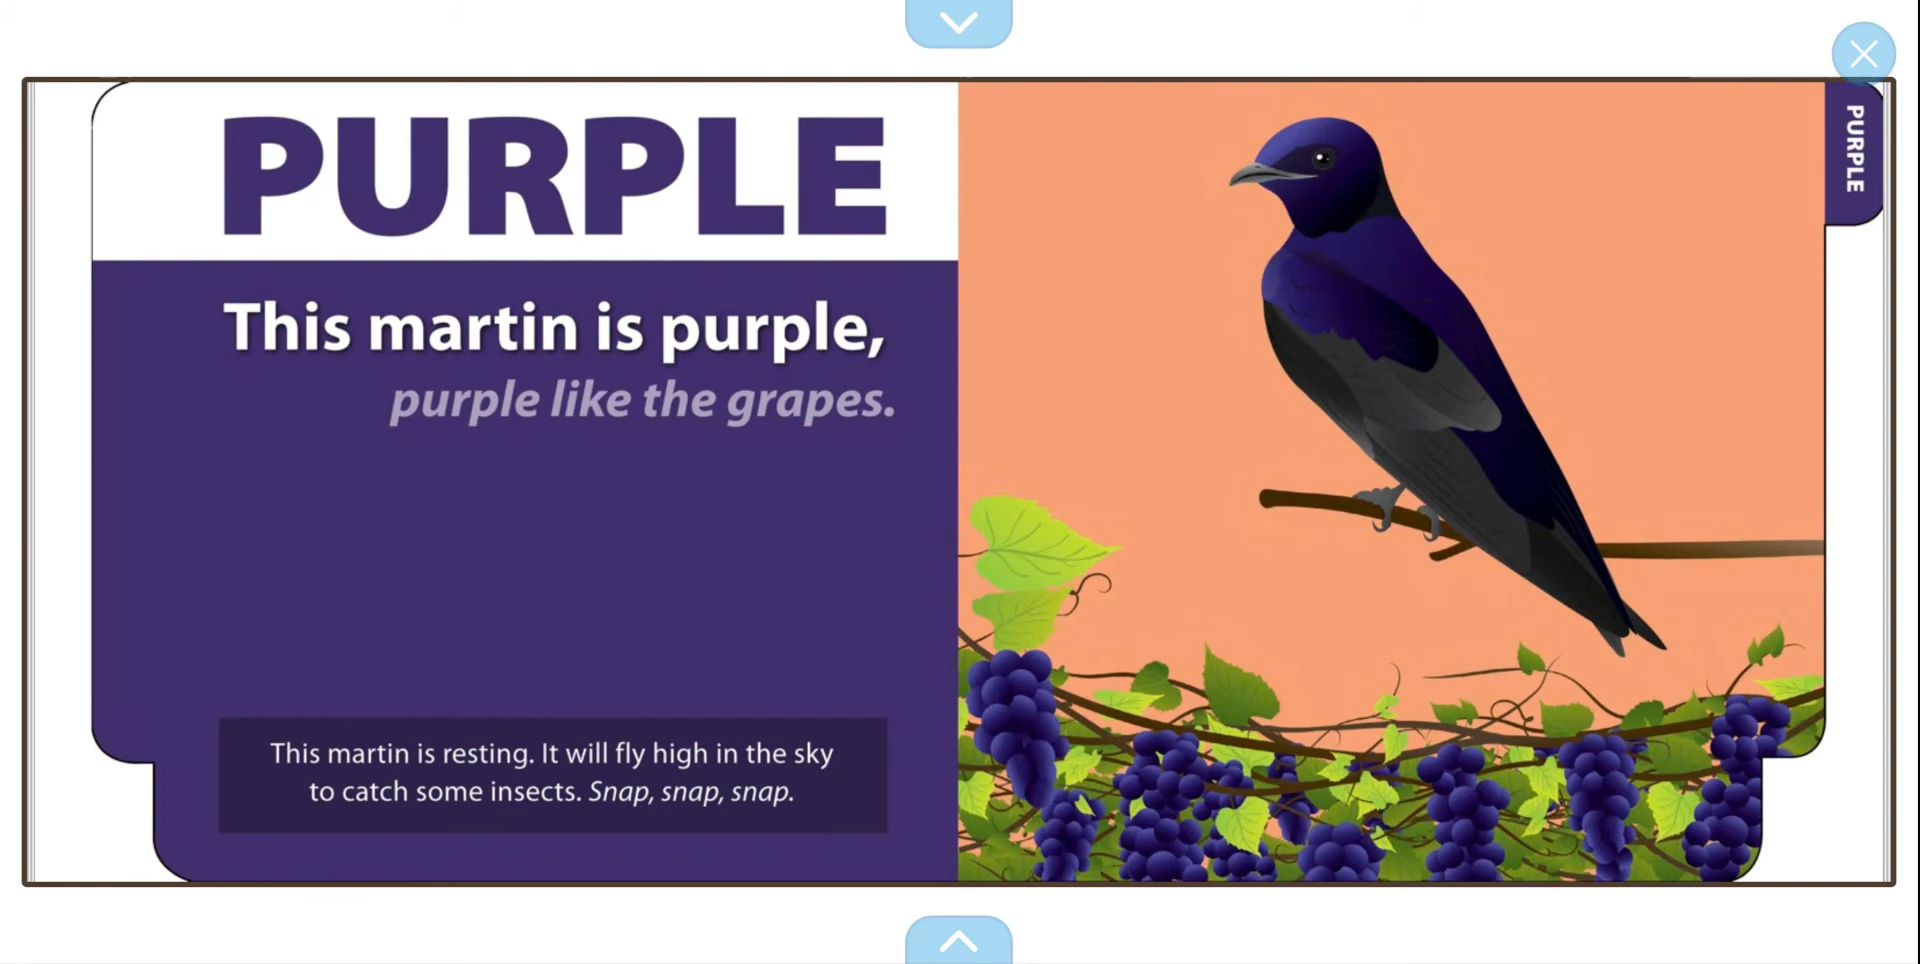 PURPLE
This martin is purple,
purple like the grapes.
This martin is resting. It will fly high in the sky
to catch some insects. Snap, snap, snap.
PURPLE